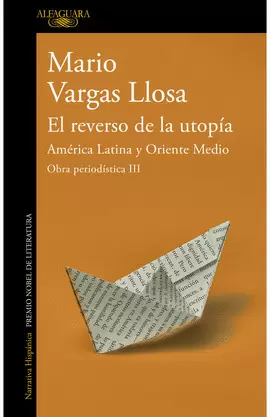 ALFAGUARA
Mario
Vargas Llosa
El reverso de la utopía
América Latina y Oriente Medio
Obra periodística III
Narrativa Hispánica PREMIO NOBEL DE LITERATURA